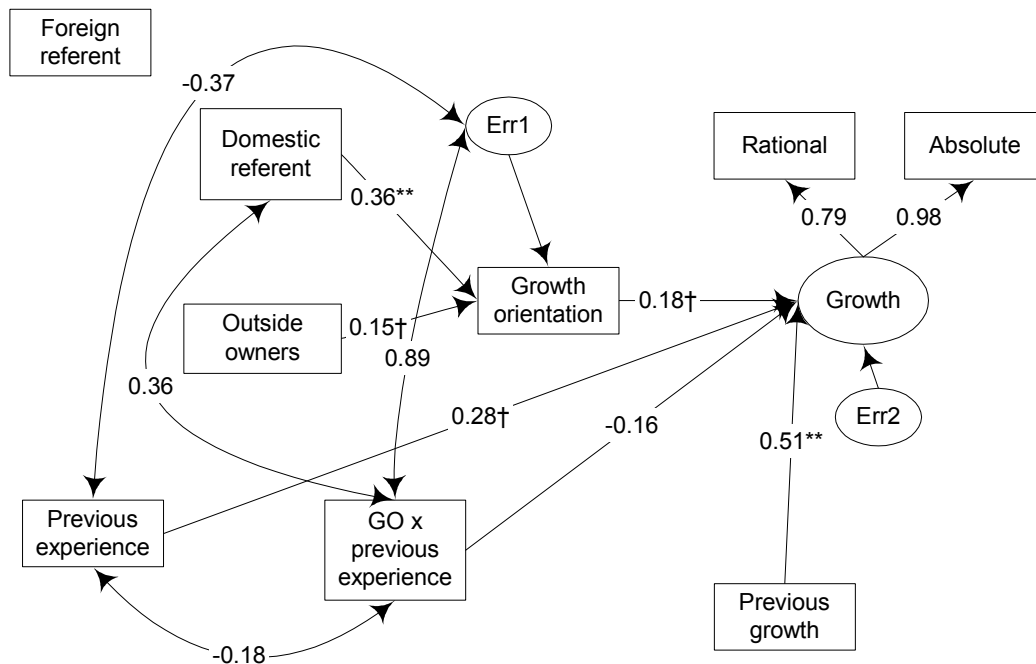 Foreign
referent
-0.37
Domestic
referent
Err1
Rational
Absolute
0.36**
0.79
0.98
Growth
orientation
0.18†
Growth
Outside
owners
0.15†
0.89
0.36
0.28†
-0.16
Err2
0.51**
Previous
experience
GO x
previous
experience
Previous
growth
-0.18